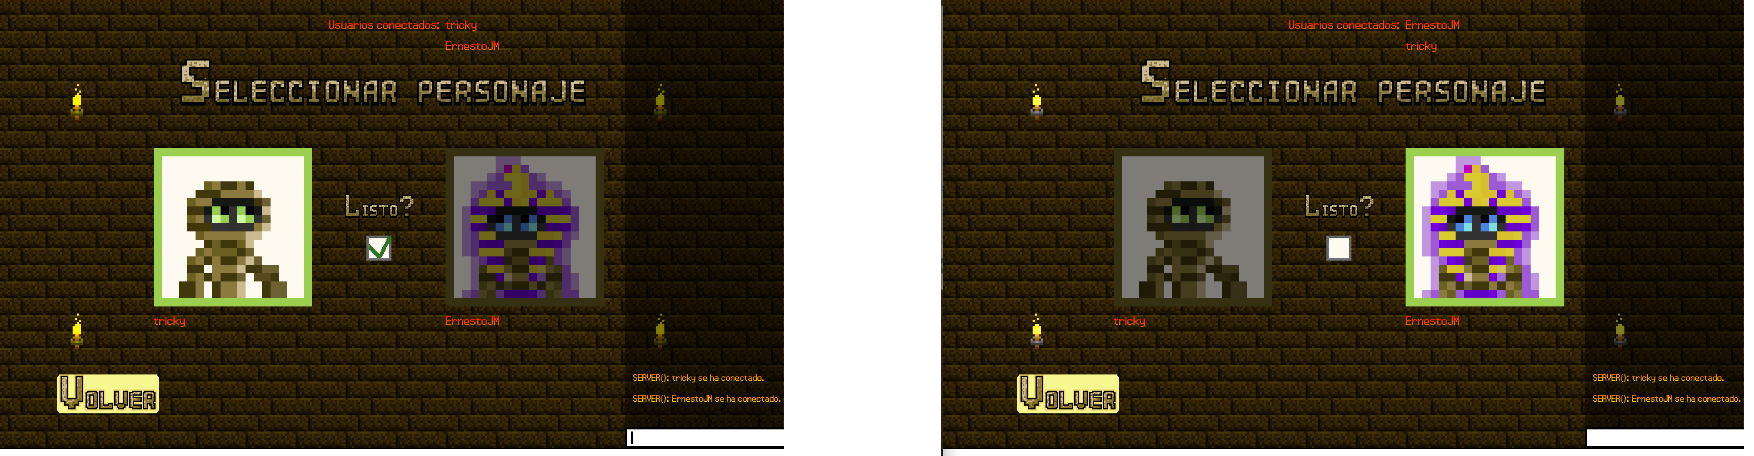 Usuarios conectados: tricky
ErnestoJM
SELECCIONAR PERSONAJE
LISTO?
tricky
ErnestoJM
VOLVER
SERVER(): tricky se ha conectado.
SERVER(): ErnestoJM se ha conectado.
Usuarios conectados: ErnestoJM
tricky
SELECCIONAR PERSONAJE
LISTO?
tricky
ErnestoJM
VOLVER
SERVER(): tricky se ha conectado.
SERVER(): ErnestoJM se ha conectado.